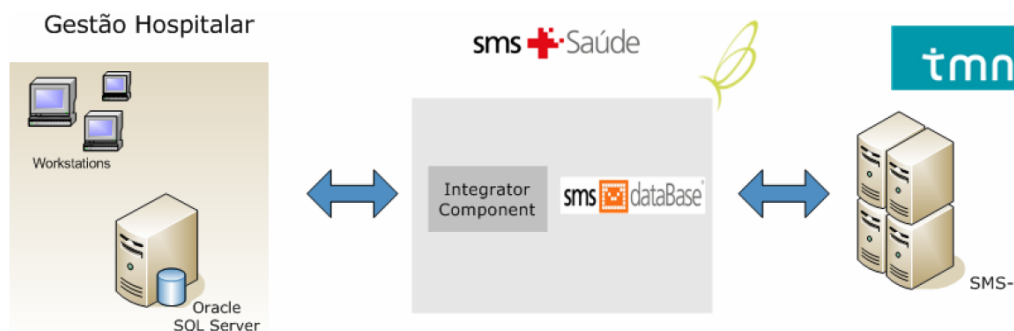 Gestão Hospitalar
sms Saúde
tmn
Workstations
Integrator
Component
sms dataBase
Oracle
SQL Server
SMS-